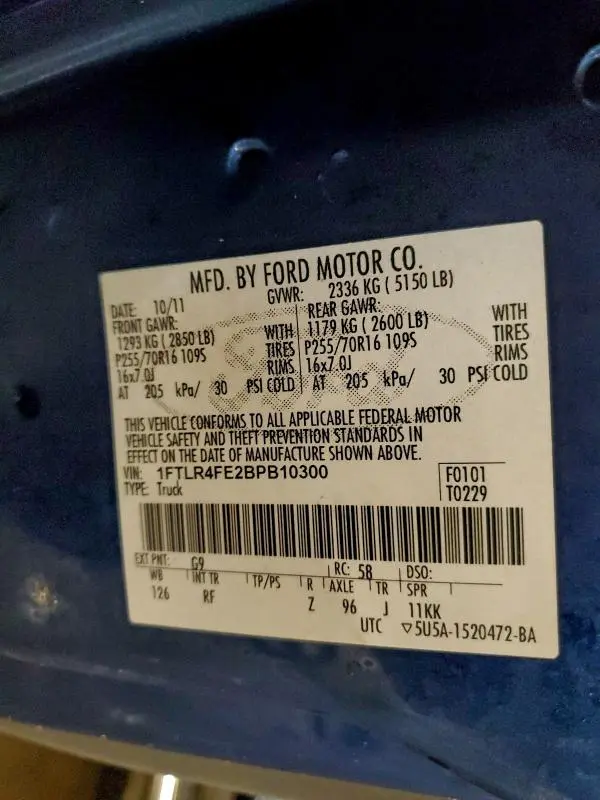 MFD. BY FORD MOTOR CO.
DATE: 10/11 GVWR: 2336 KG ( 5150 LB)
FRONT GAWR: REAR GAWR:
1293 KG ( 2850 LB) WITH 1179 KG ( 2600 LB) WITH
P255/70R16 109S TIRES P255/70R16 109S TIRES
16x7.0J RIMS 16x7.0J RIMS
AT 205 kPa/ 30 PSI COLD AT 205 kPa/ 30 PSI COLD
Ford
THIS VEHICLE CONFORMS TO ALL APPLICABLE FEDERAL MOTOR
VEHICLE SAFETY AND THEFT PREVENTION STANDARDS IN
EFFECT ON THE DATE OF MANUFACTURE SHOWN ABOVE.
VIN: 1FTLR4FE2BPB10300 F0101
TYPE: Truck T0229
EXT PNT: G9 RC: 58 DSO:
WB INT TR TP/PS R AXLE TR SPR
126 RF Z 96 J 11KK
UTC ▽5U5A-1520472-BA